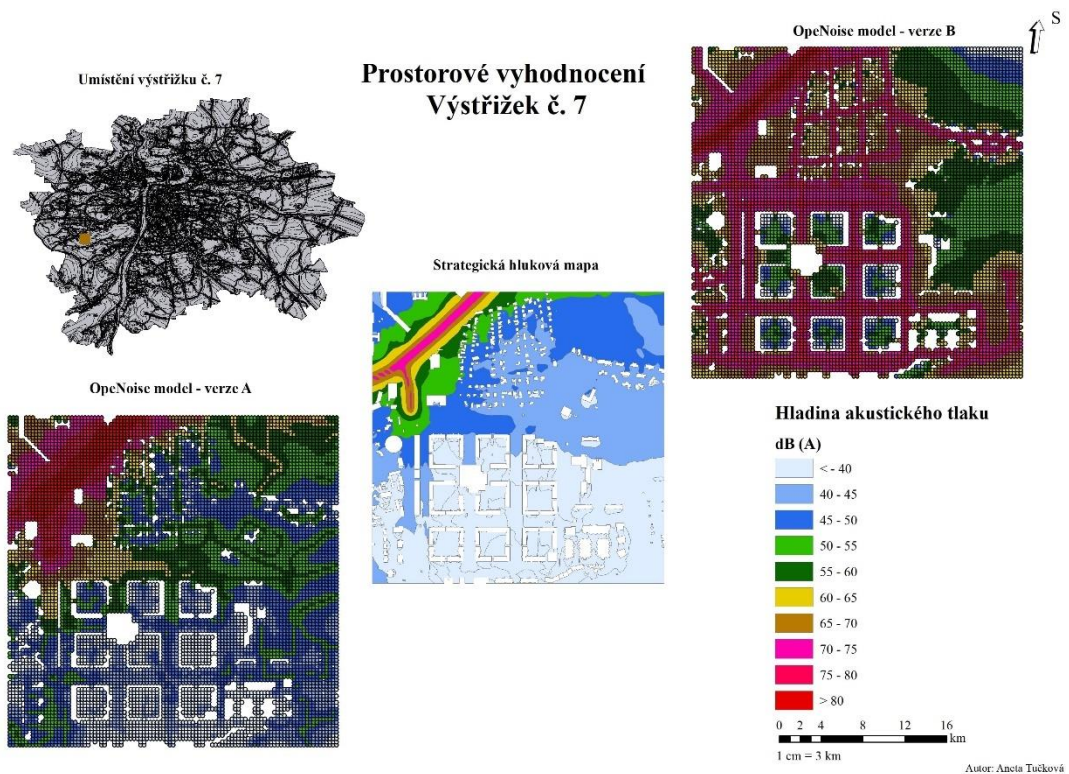 S
OpeNoise model - verze B
Umístění výstřižku č. 7
Prostorové vyhodnocení
Výstřižek č. 7
Strategická hluková mapa
OpeNoise model - verze A
Hladina akustického tlaku
dB (A)
< - 40
40 - 45
45 - 50
50 - 55
55 - 60
60 - 65
65 - 70
70 - 75
75 - 80
> 80
0 2 4 8 12 16
km
1 cm = 3 km
Autor: Aneta Tučková